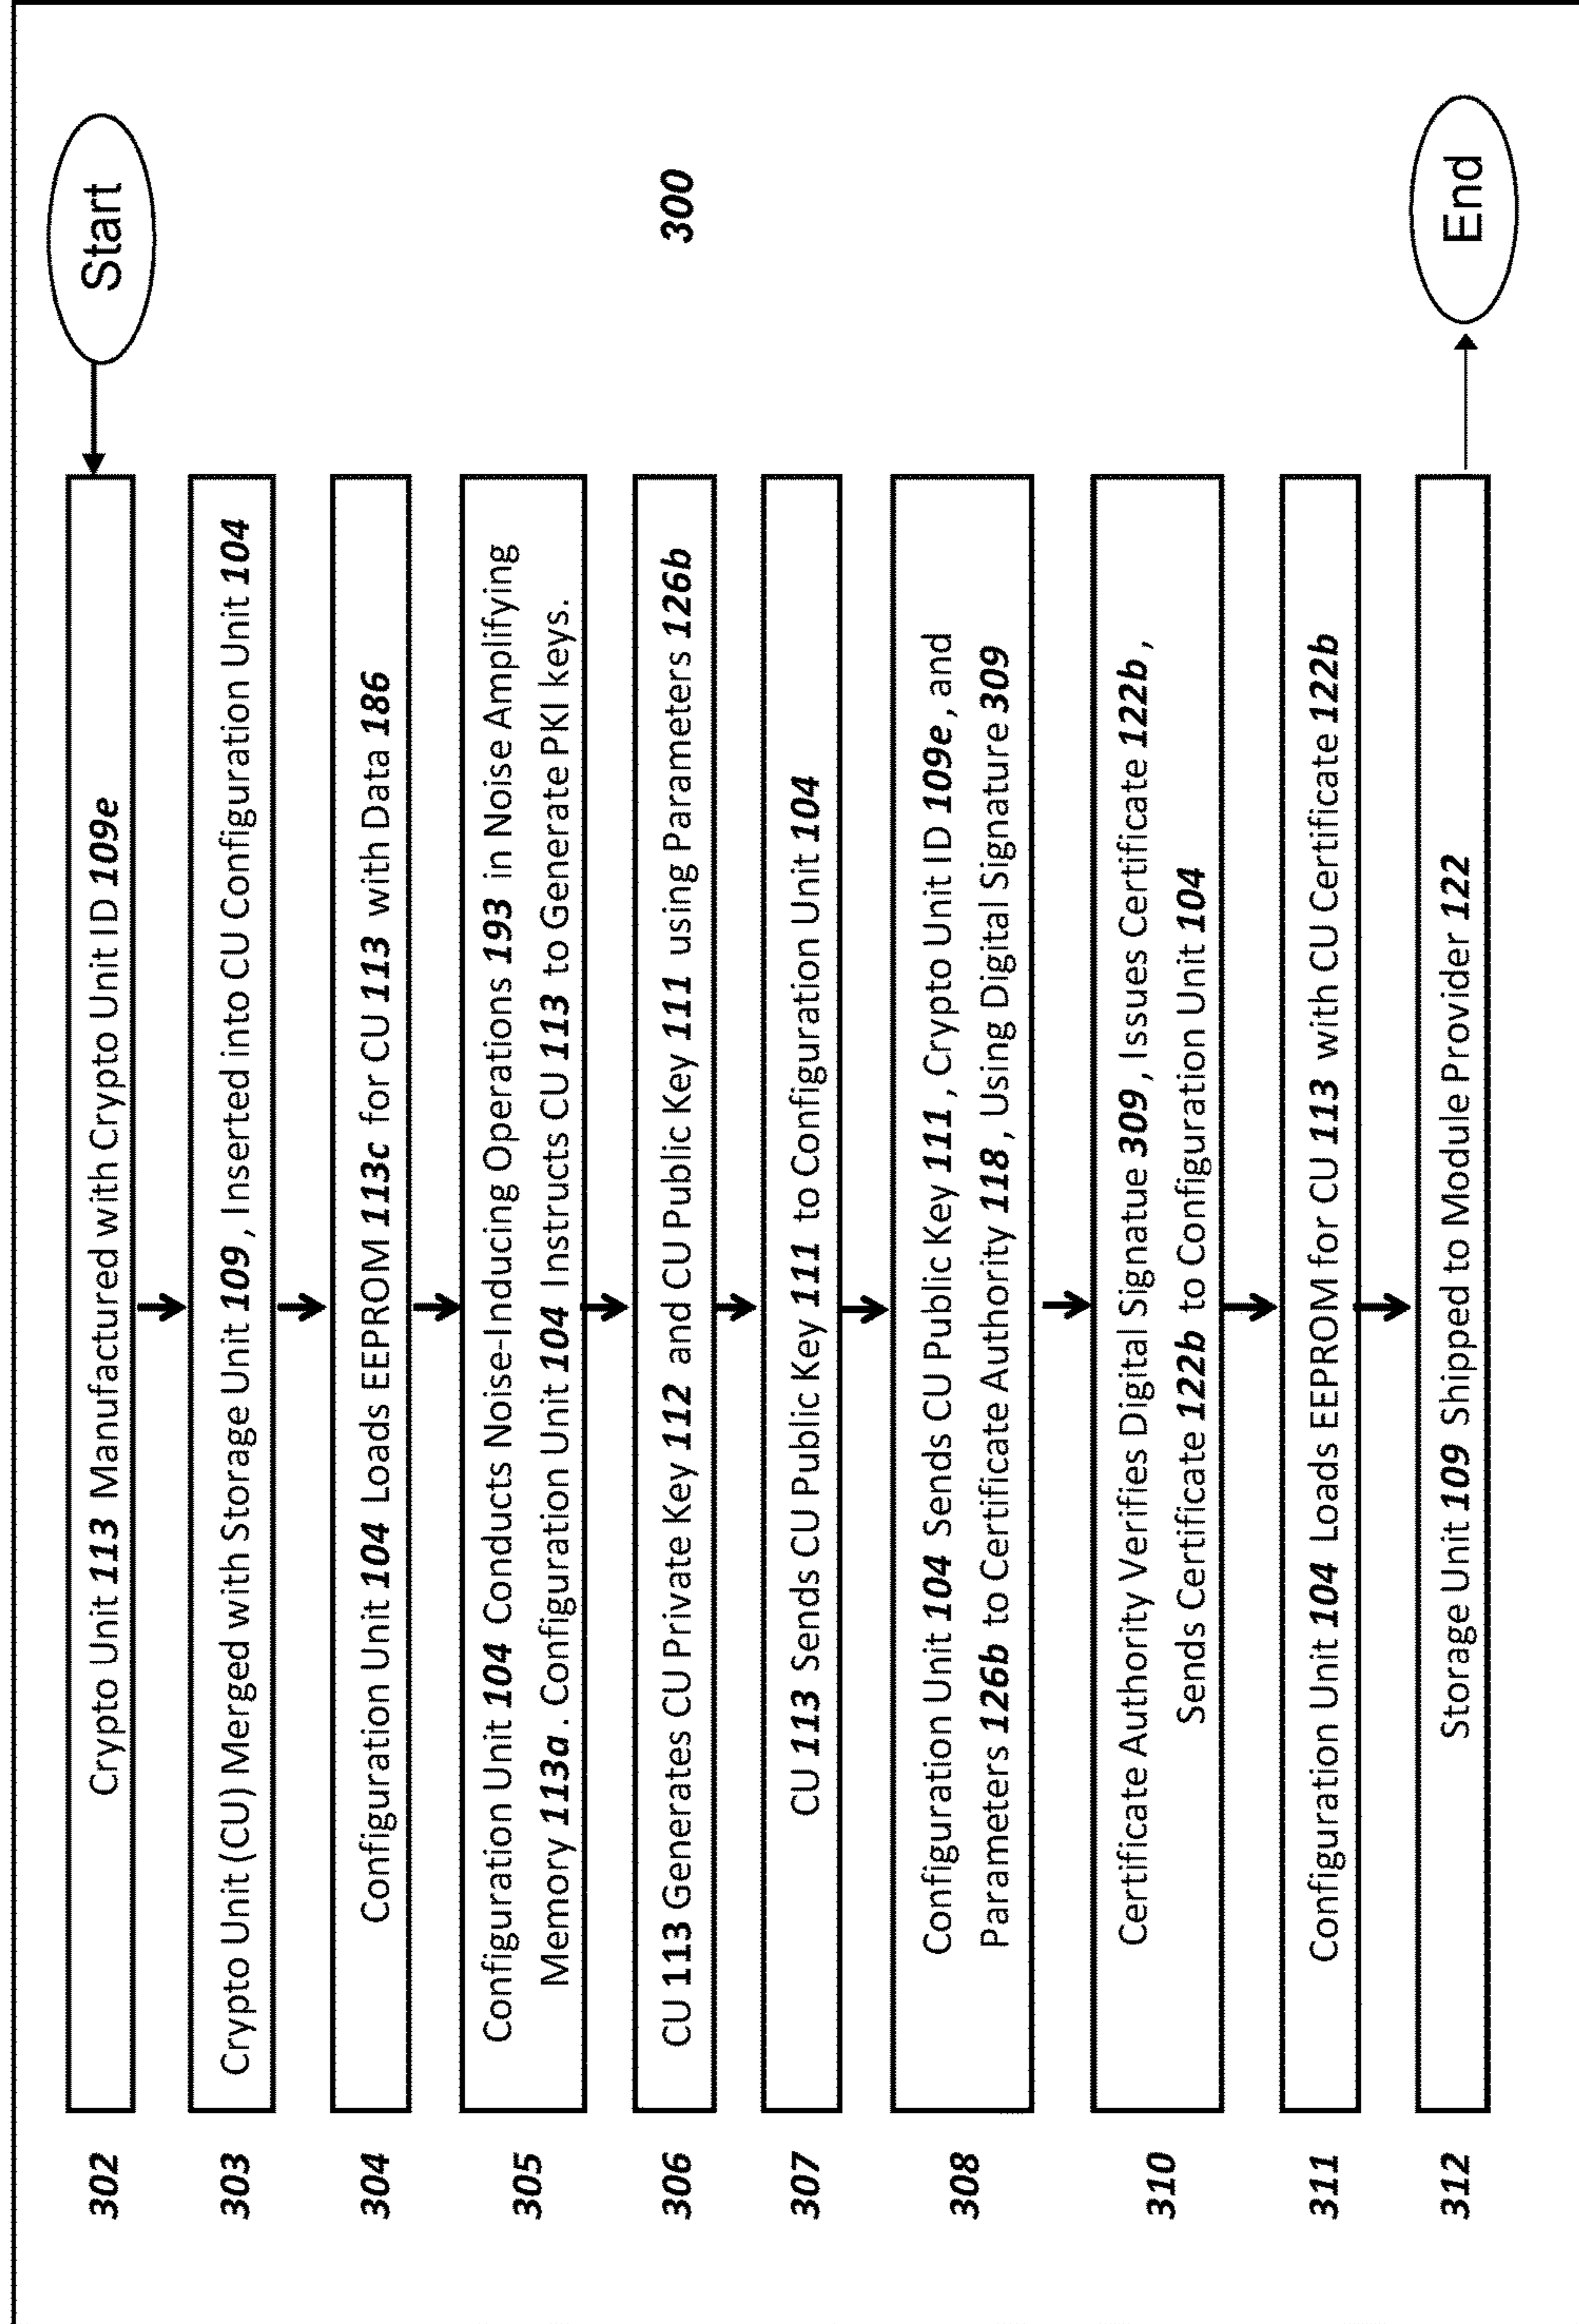 Start
302
Crypto Unit 113 Manufactured with Crypto Unit ID 109e
303
Crypto Unit (CU) Merged with Storage Unit 109, Inserted into CU Configuration Unit 104
304
Configuration Unit 104 Loads EEPROM 113c for CU 113 with Data 186
305
Configuration Unit 104 Conducts Noise-Inducing Operations 193 in Noise Amplifying
Memory 113a. Configuration Unit 104 Instructs CU 113 to Generate PKI keys.
306
CU 113 Generates CU Private Key 112 and CU Public Key 111 using Parameters 126b
300
307
CU 113 Sends CU Public Key 111 to Configuration Unit 104
308
Configuration Unit 104 Sends CU Public Key 111, Crypto Unit ID 109e, and
Parameters 126b to Certificate Authority 118, Using Digital Signature 309
310
Certificate Authority Verifies Digital Signatue 309, Issues Certificate 122b,
Sends Certificate 122b to Configuration Unit 104
311
Configuration Unit 104 Loads EEPROM for CU 113 with CU Certificate 122b
312
Storage Unit 109 Shipped to Module Provider 122
End